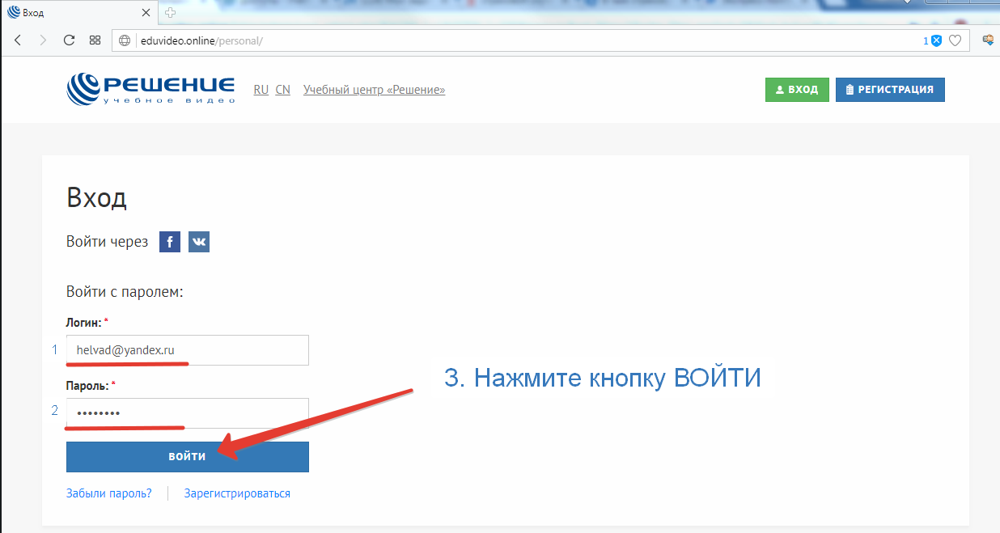 Вход
eduvideo.online/personal/
1
РЕШЕНИЕ
учебное видео
RU CN Учебный центр «Решение»
ВХОД
РЕГИСТРАЦИЯ
Вход
Войти через
Войти с паролем:
Логин: *
1 helvad@yandex.ru
3. Нажмите кнопку ВОЙТИ
Пароль: *
2 ••••••••
ВОЙТИ
Забыли пароль? Зарегистрироваться